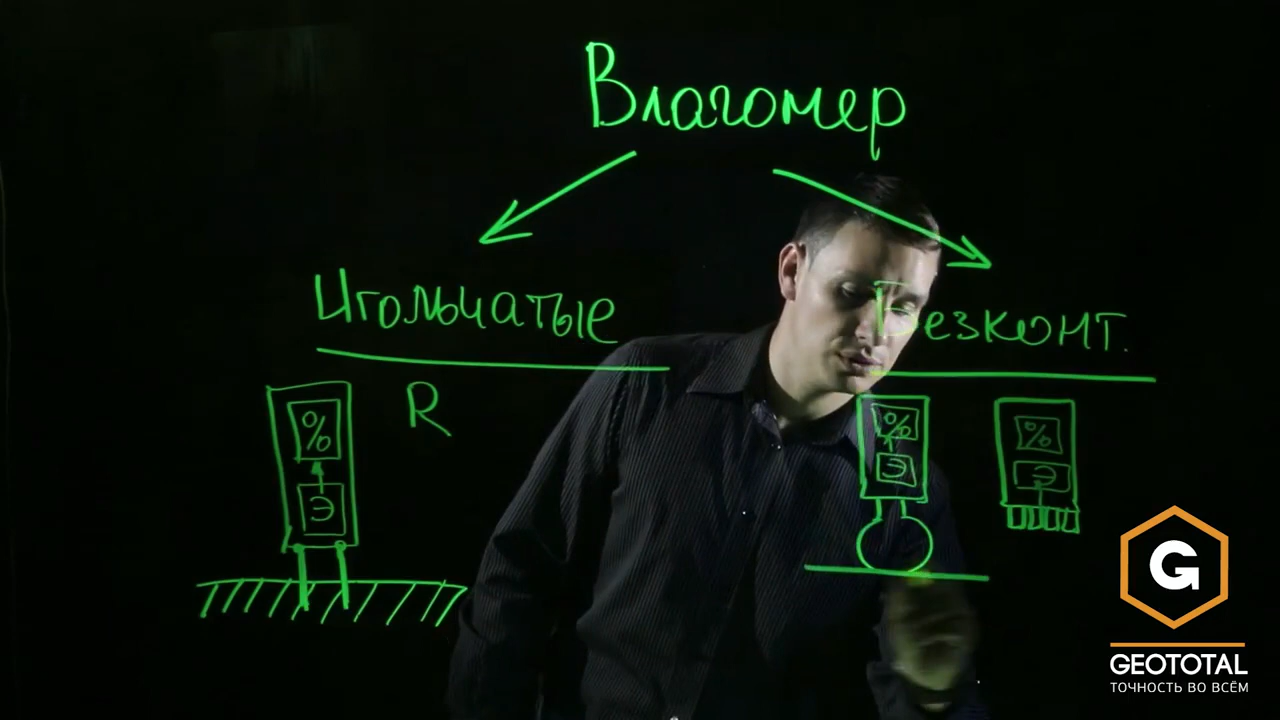 Влагомер
Игольчатые
Безконт.
R
%
Э
%
Э
%
Э
G
GEOTOTAL
ТОЧНОСТЬ ВО ВСЁМ